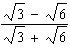 √3 − √6
√3 + √6